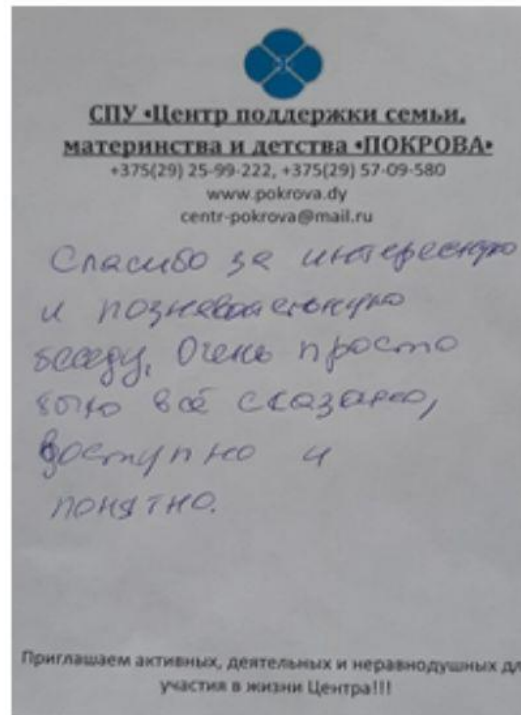 СПУ «Центр поддержки семьи,
материнства и детства «ПОКРОВА»
+375(29) 25-99-222, +375(29) 57-09-580
www.pokrova.by
centr-pokrova@mail.ru
Спасибо за интересную
и познавательную
беседу, Очень просто
было всё сказано,
доступно и
понятно.
Приглашаем активных, деятельных и неравнодушных дл
участия в жизни Центра!!!